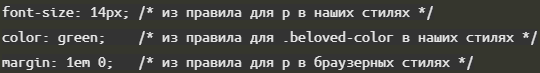 font-size: 14px; /* из правила для p в наших стилях */
color: green;    /* из правила для .beloved-color в наших стилях */
margin: 1em 0;   /* из правила для p в браузерных стилях */